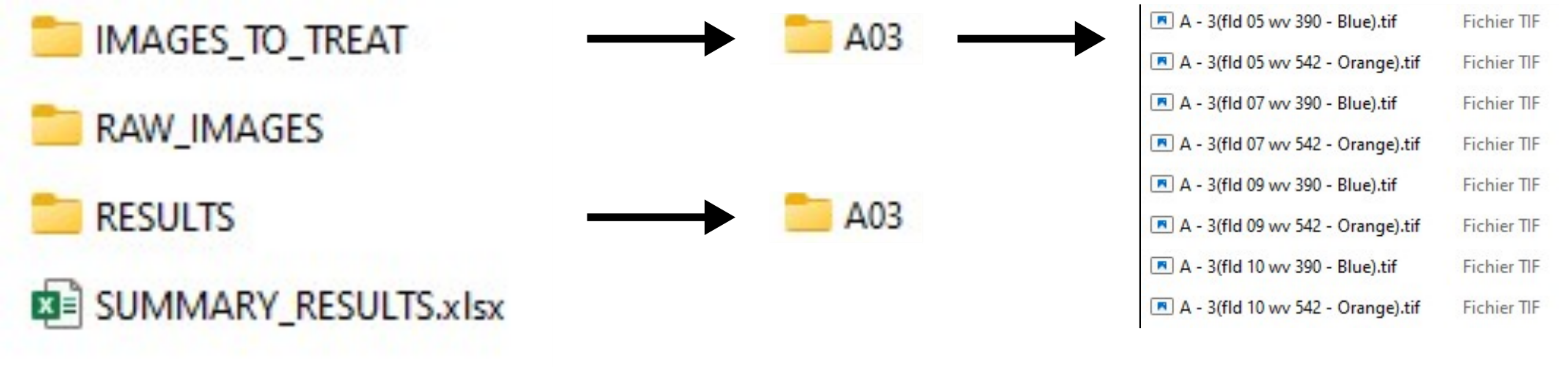 IMAGES_TO_TREAT
A03
RAW_IMAGES
RESULTS
A03
SUMMARY_RESULTS.xlsx
A - 3(fld 05 wv 390 - Blue).tif Fichier TIF
A - 3(fld 05 wv 542 - Orange).tif Fichier TIF
A - 3(fld 07 wv 390 - Blue).tif Fichier TIF
A - 3(fld 07 wv 542 - Orange).tif Fichier TIF
A - 3(fld 09 wv 390 - Blue).tif Fichier TIF
A - 3(fld 09 wv 542 - Orange).tif Fichier TIF
A - 3(fld 10 wv 390 - Blue).tif Fichier TIF
A - 3(fld 10 wv 542 - Orange).tif Fichier TIF